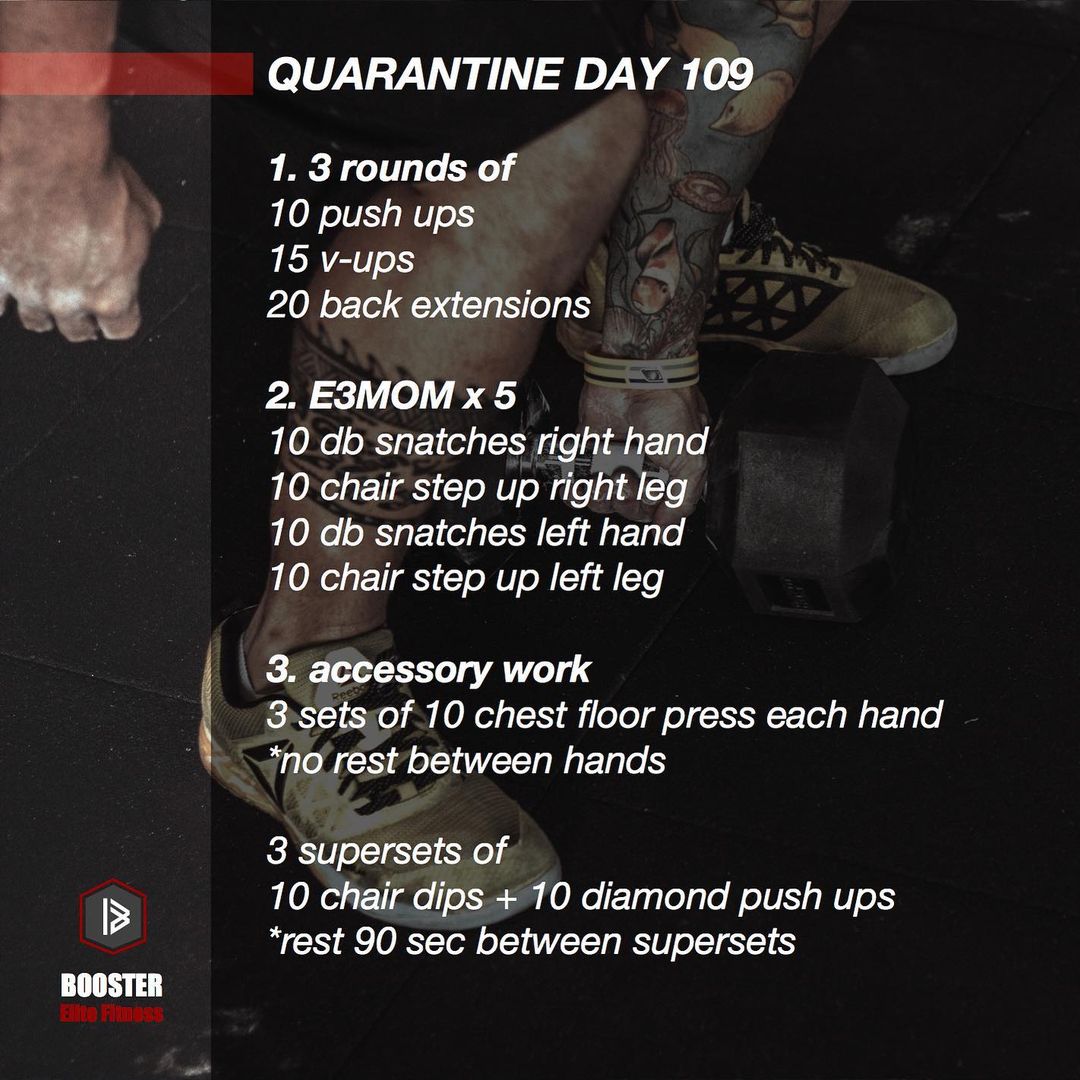 QUARANTINE DAY 109
1. 3 rounds of
10 push ups
15 v-ups
20 back extensions
2. E3MOM x 5
10 db snatches right hand
10 chair step up right leg
10 db snatches left hand
10 chair step up left leg
3. accessory work
3 sets of 10 chest floor press each hand
*no rest between hands
3 supersets of
10 chair dips + 10 diamond push ups
*rest 90 sec between supersets
BOOSTER
Elite Fitness
Reebok